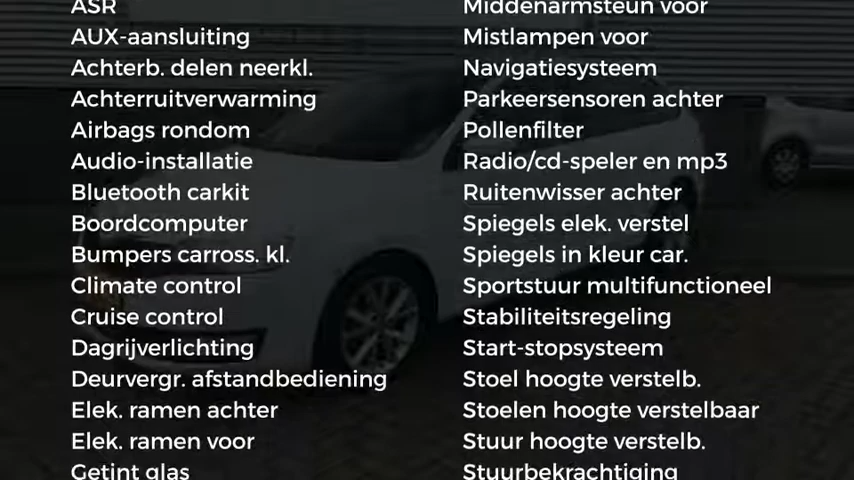 ASR
AUX-aansluiting
Achterb. delen neerkl.
Achterruitverwarming
Airbags rondom
Audio-installatie
Bluetooth carkit
Boordcomputer
Bumpers carross. kl.
Climate control
Cruise control
Dagrijverlichting
Deurvergr. afstandbediening
Elek. ramen achter
Elek. ramen voor
Getint glas
Middenarmsteun voor
Mistlampen voor
Navigatiesysteem
Parkeersensoren achter
Pollenfilter
Radio/cd-speler en mp3
Ruitenwisser achter
Spiegels elek. verstel
Spiegels in kleur car.
Sportstuur multifunctioneel
Stabiliteitsregeling
Start-stopsysteem
Stoel hoogte verstelb.
Stoelen hoogte verstelbaar
Stuur hoogte verstelb.
Stuurbekrachtiging